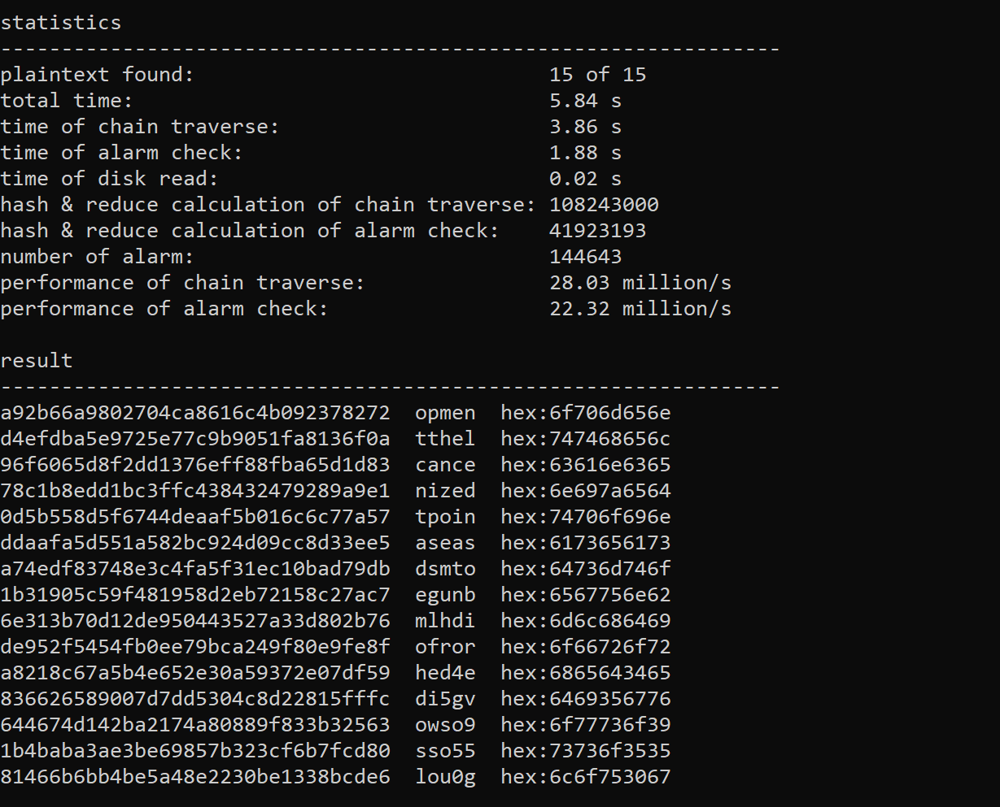 statistics
----------------------------------------------------------------
plaintext found: 15 of 15
total time: 5.84 s
time of chain traverse: 3.86 s
time of alarm check: 1.88 s
time of disk read: 0.02 s
hash & reduce calculation of chain traverse: 108243000
hash & reduce calculation of alarm check: 41923193
number of alarm: 144643
performance of chain traverse: 28.03 million/s
performance of alarm check: 22.32 million/s
result
----------------------------------------------------------------
a92b66a9802704ca8616c4b092378272 opmen hex:6f706d656e
d4efdba5e9725e77c9b9051fa8136f0a tthel hex:747468656c
96f6065d8f2dd1376eff88fba65d1d83 cance hex:63616e6365
78c1b8edd1bc3ffc438432479289a9e1 nized hex:6e697a6564
0d5b558d5f6744deaaf5b016c6c77a57 tpoin hex:74706f696e
ddaafa5d551a582bc924d09cc8d33ee5 aseas hex:6173656173
a74edf83748e3c4fa5f31ec10bad79db dsmto hex:64736d746f
1b31905c59f481958d2eb72158c27ac7 egunb hex:6567756e62
6e313b70d12de950443527a33d802b76 mlhdi hex:6d6c686469
de952f5454fb0ee79bca249f80e9fe8f ofror hex:6f66726f72
a8218c67a5b4e652e30a59372e07df59 hed4e hex:6865643465
836626589007d7dd5304c8d22815fffc di5gv hex:6469356776
644674d142ba2174a80889f833b32563 owso9 hex:6f77736f39
1b4baba3ae3be69857b323cf6b7fcd80 sso55 hex:73736f3535
81466b6bb4be5a48e2230be1338bcde6 lou0g hex:6c6f753067